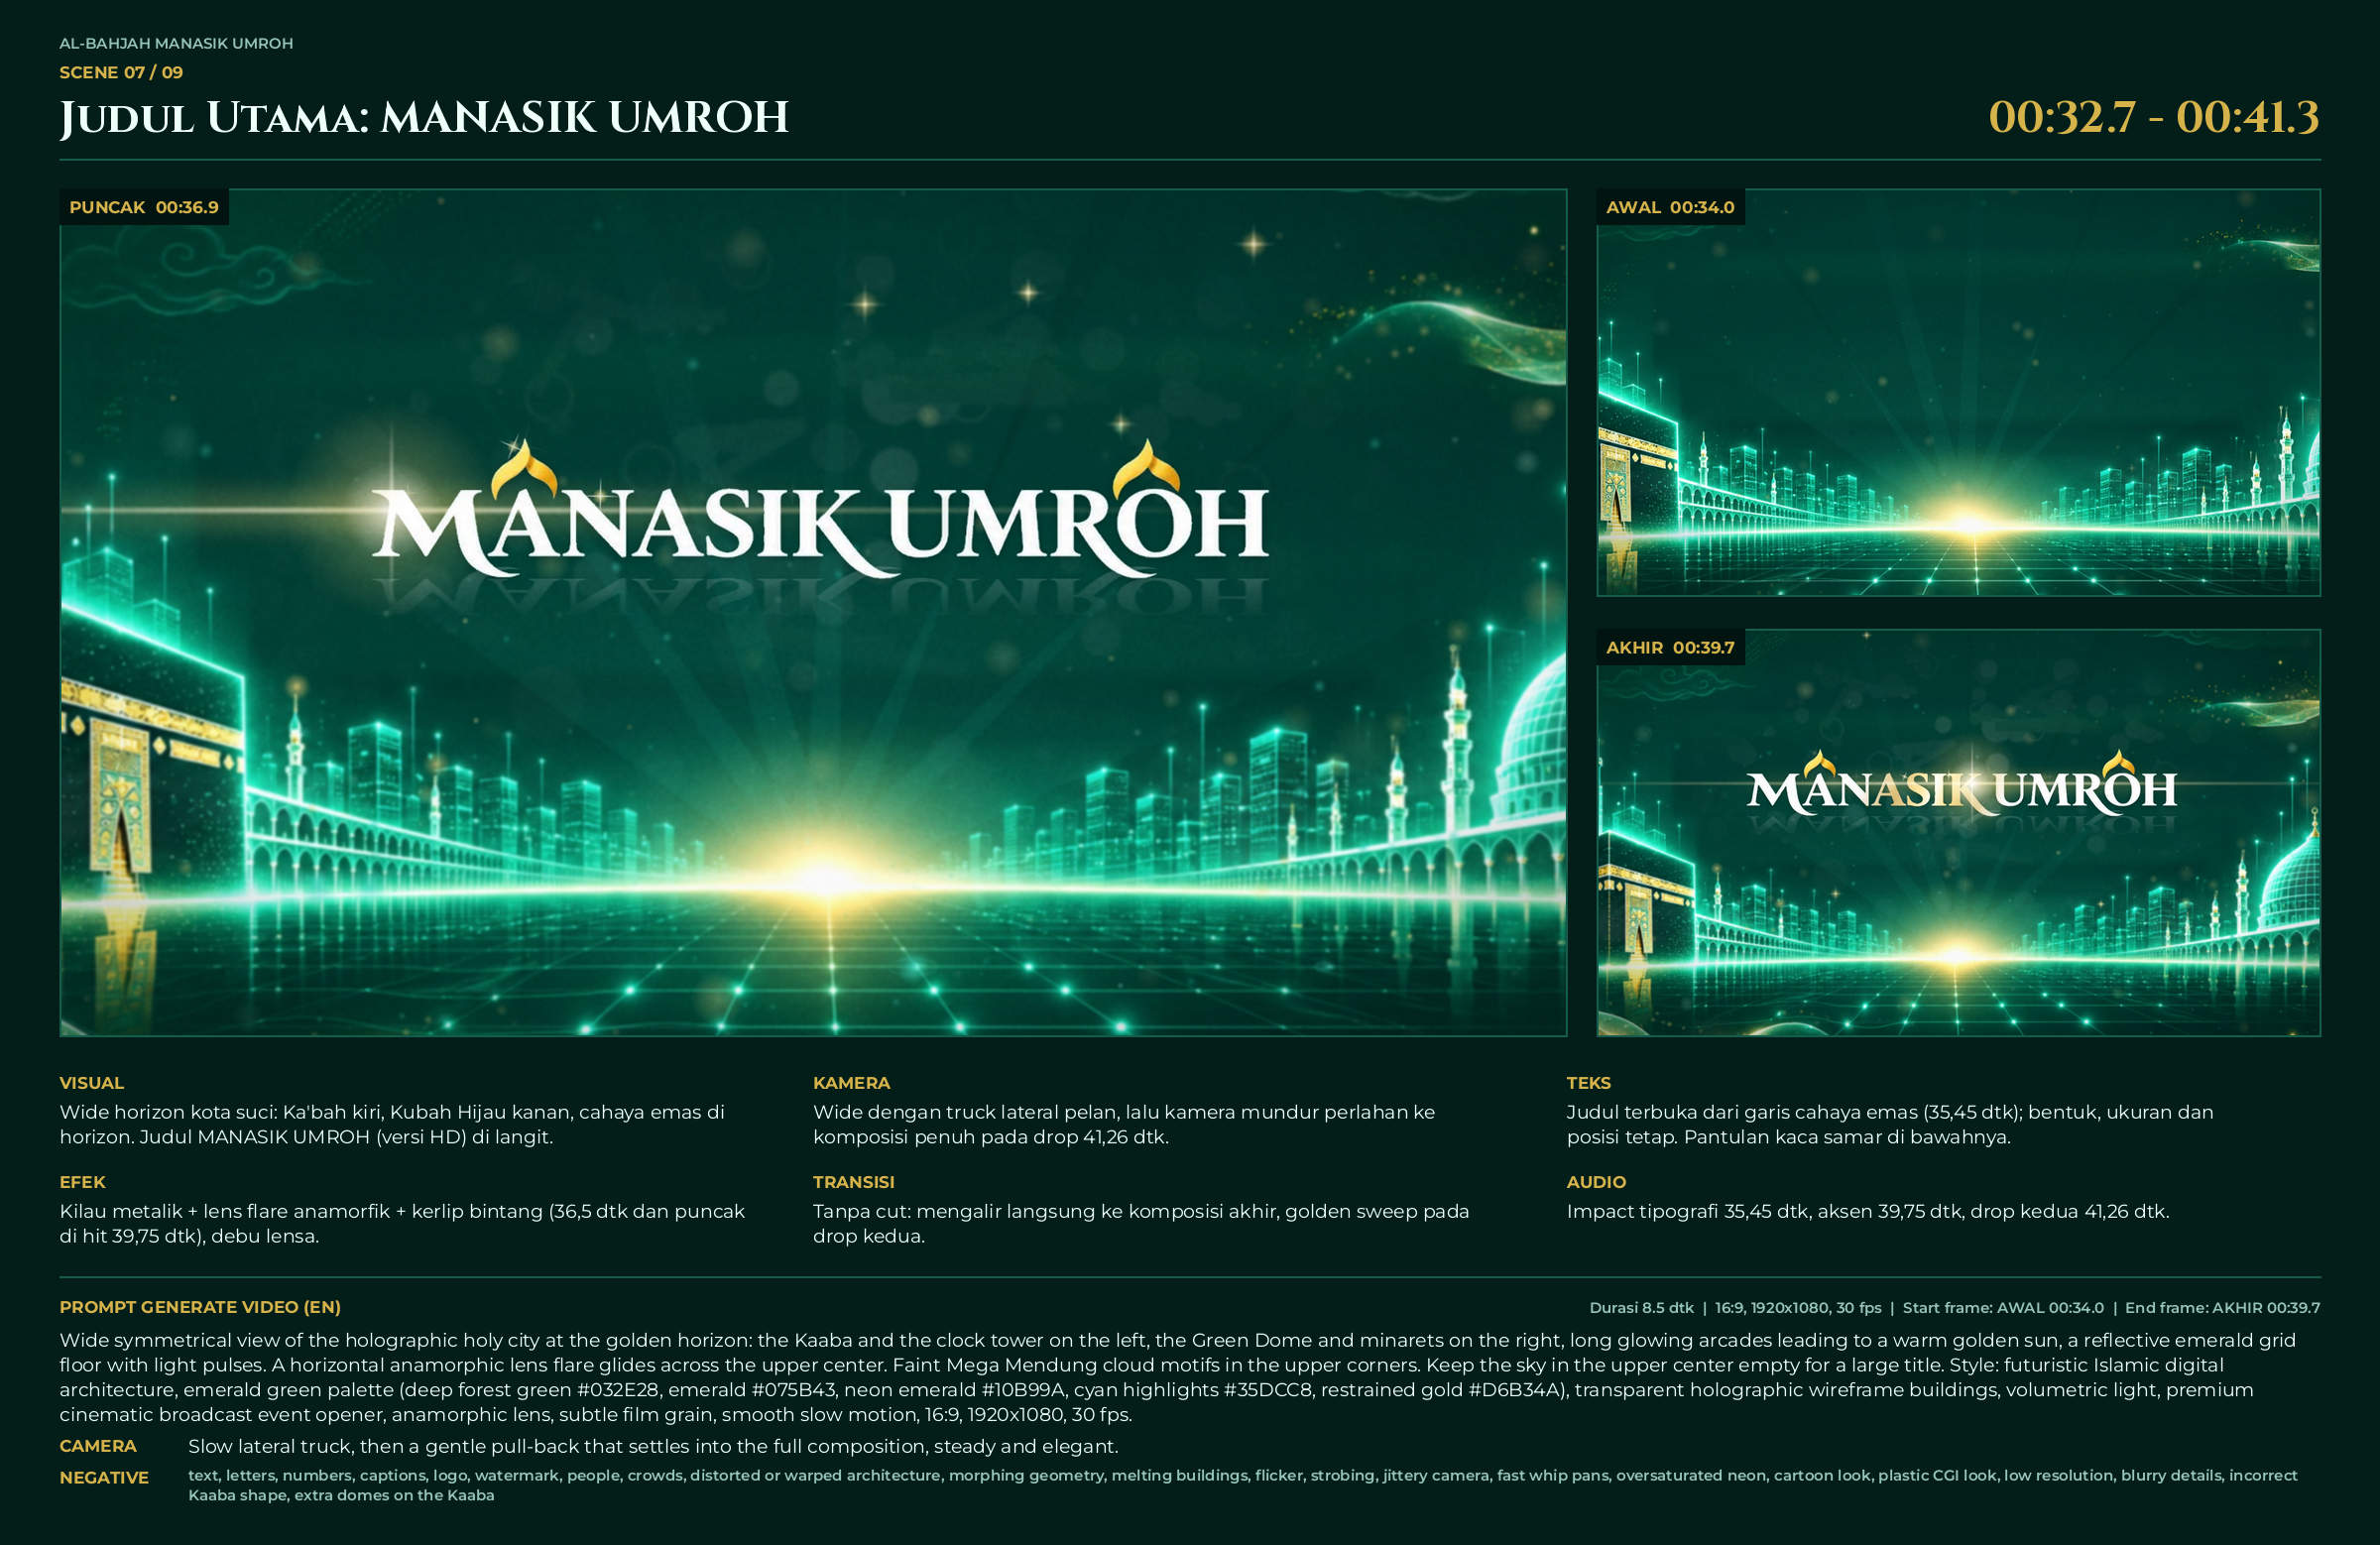 AL-BAHJAH MANASIK UMROH
SCENE 07 / 09
Judul Utama: MANASIK UMROH
00:32.7 - 00:41.3
PUNCAK 00:36.9
MANASIK UMROH
MANASIK UMROH
AWAL 00:34.0
AKHIR 00:39.7
MANASIK UMROH
MANASIK UMROH
VISUAL
Wide horizon kota suci: Ka'bah kiri, Kubah Hijau kanan, cahaya emas di
horizon. Judul MANASIK UMROH (versi HD) di langit.
KAMERA
Wide dengan truck lateral pelan, lalu kamera mundur perlahan ke
komposisi penuh pada drop 41,26 dtk.
TEKS
Judul terbuka dari garis cahaya emas (35,45 dtk); bentuk, ukuran dan
posisi tetap. Pantulan kaca samar di bawahnya.
EFEK
Kilau metalik + lens flare anamorfik + kerlip bintang (36,5 dtk dan puncak
di hit 39,75 dtk), debu lensa.
TRANSISI
Tanpa cut: mengalir langsung ke komposisi akhir, golden sweep pada
drop kedua.
AUDIO
Impact tipografi 35,45 dtk, aksen 39,75 dtk, drop kedua 41,26 dtk.
PROMPT GENERATE VIDEO (EN)
Durasi 8.5 dtk | 16:9, 1920x1080, 30 fps | Start frame: AWAL 00:34.0 | End frame: AKHIR 00:39.7
Wide symmetrical view of the holographic holy city at the golden horizon: the Kaaba and the clock tower on the left, the Green Dome and minarets on the right, long glowing arcades leading to a warm golden sun, a reflective emerald grid
floor with light pulses. A horizontal anamorphic lens flare glides across the upper center. Faint Mega Mendung cloud motifs in the upper corners. Keep the sky in the upper center empty for a large title. Style: futuristic Islamic digital
architecture, emerald green palette (deep forest green #032E28, emerald #075B43, neon emerald #10B99A, cyan highlights #35DCC8, restrained gold #D6B34A), transparent holographic wireframe buildings, volumetric light, premium
cinematic broadcast event opener, anamorphic lens, subtle film grain, smooth slow motion, 16:9, 1920x1080, 30 fps.
CAMERA Slow lateral truck, then a gentle pull-back that settles into the full composition, steady and elegant.
NEGATIVE text, letters, numbers, captions, logo, watermark, people, crowds, distorted or warped architecture, morphing geometry, melting buildings, flicker, strobing, jittery camera, fast whip pans, oversaturated neon, cartoon look, plastic CGI look, low resolution, blurry details, incorrect
Kaaba shape, extra domes on the Kaaba